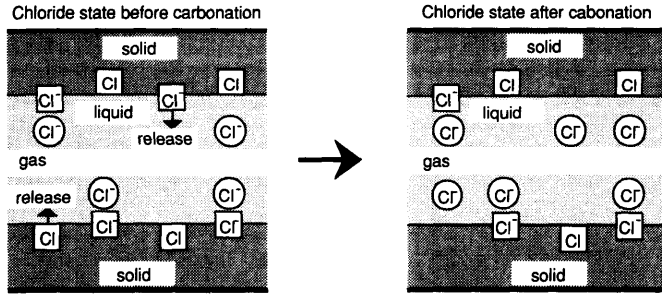 Chloride state before carbonation
solid
Cl⁻ Cl Cl⁻ Cl
liquid
Cl⁻ Cl⁻
release
gas
release
Cl⁻ Cl⁻
Cl Cl⁻ Cl Cl⁻
solid
Chloride state after cabonation
solid
Cl⁻ Cl Cl
liquid
Cl⁻ Cl⁻ Cl⁻
gas
Cl⁻ Cl⁻ Cl⁻
Cl⁻ Cl Cl⁻
solid